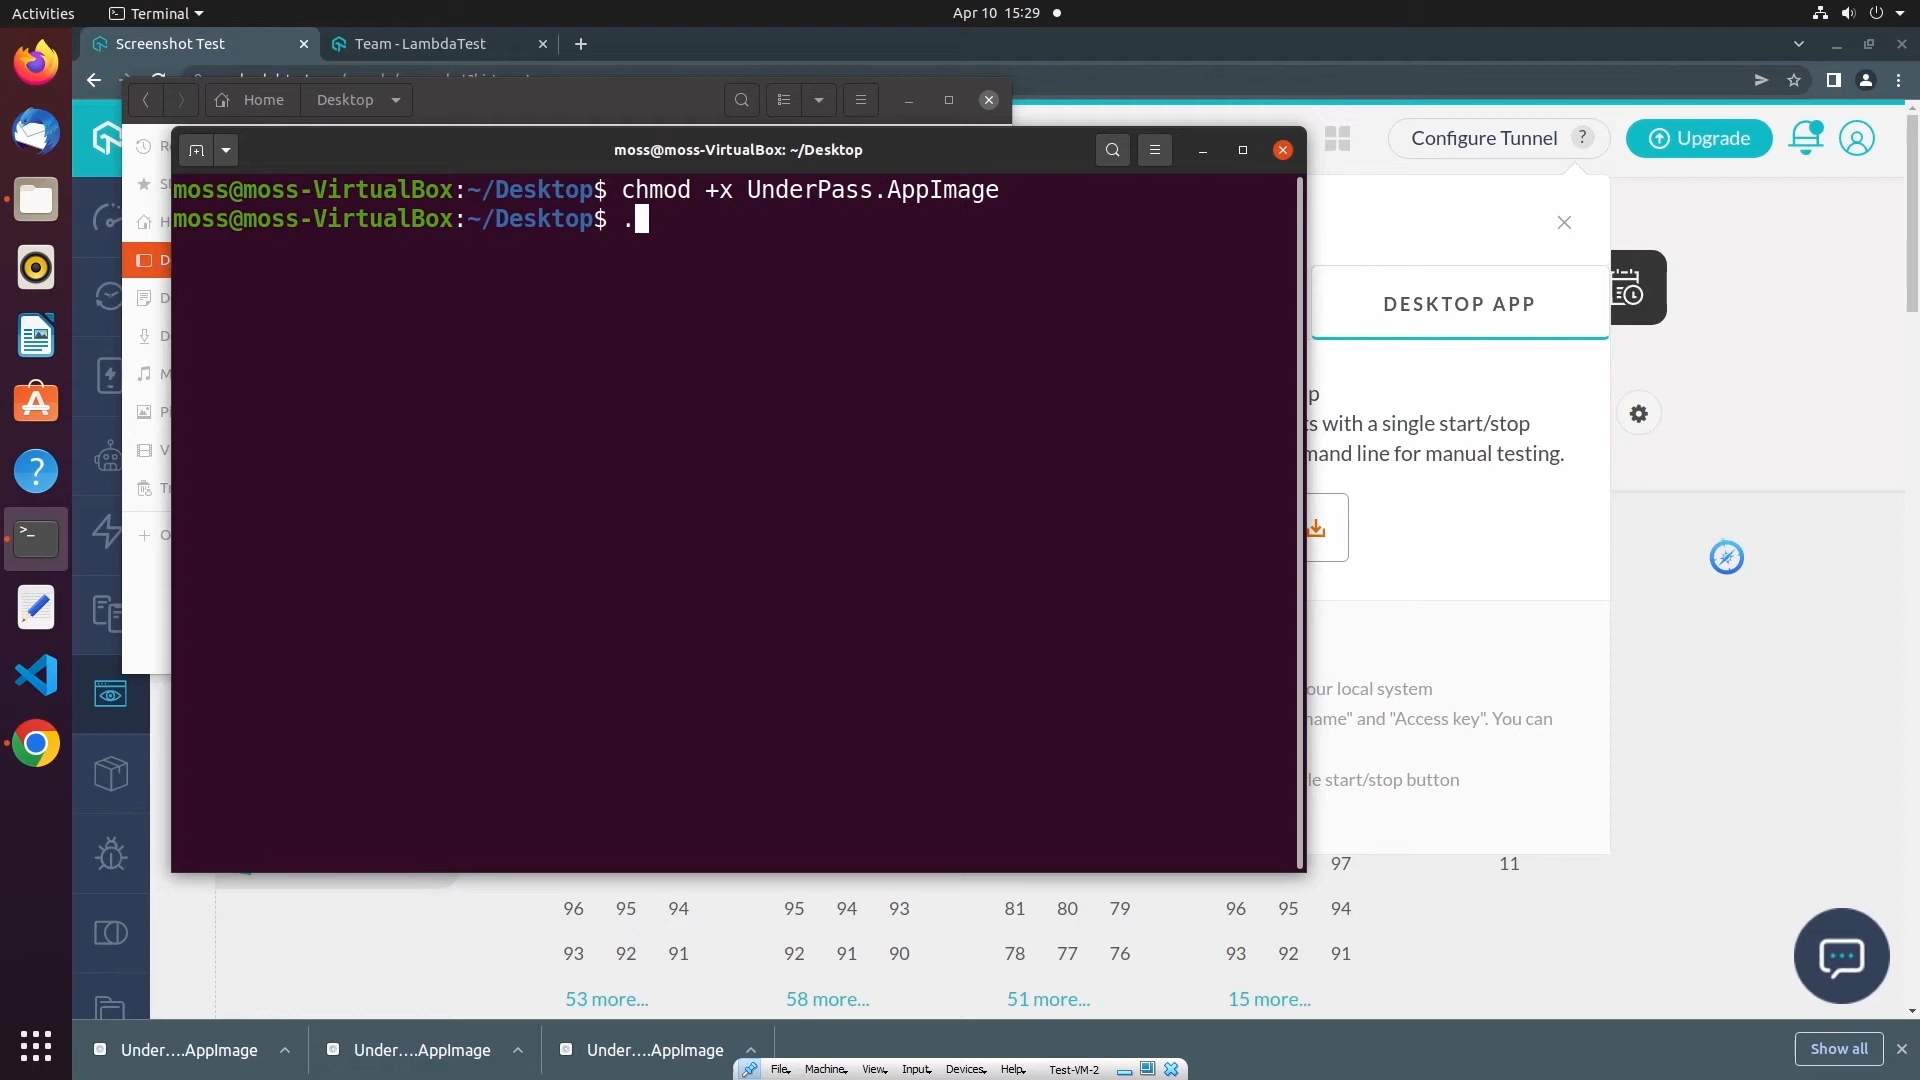 Activities
Terminal
Apr 10 15:29
Screenshot Test
Team - LambdaTest
Home
Desktop
moss@moss-VirtualBox: ~/Desktop
Configure Tunnel
?
Upgrade
moss@moss-VirtualBox:~/Desktop$ chmod +x UnderPass.AppImage
moss@moss-VirtualBox:~/Desktop$ .
DESKTOP APP
p
s with a single start/stop
mand line for manual testing.
our local system
name" and "Access key". You can
le start/stop button
97 11
96 95 94 95 94 93 81 80 79 96 95 94
93 92 91 92 91 90 78 77 76 93 92 91
53 more... 58 more... 51 more... 15 more...
Under....AppImage
Under....AppImage
Under....AppImage
Show all
File
Machine
View
Input
Devices
Help
Test-VM-2